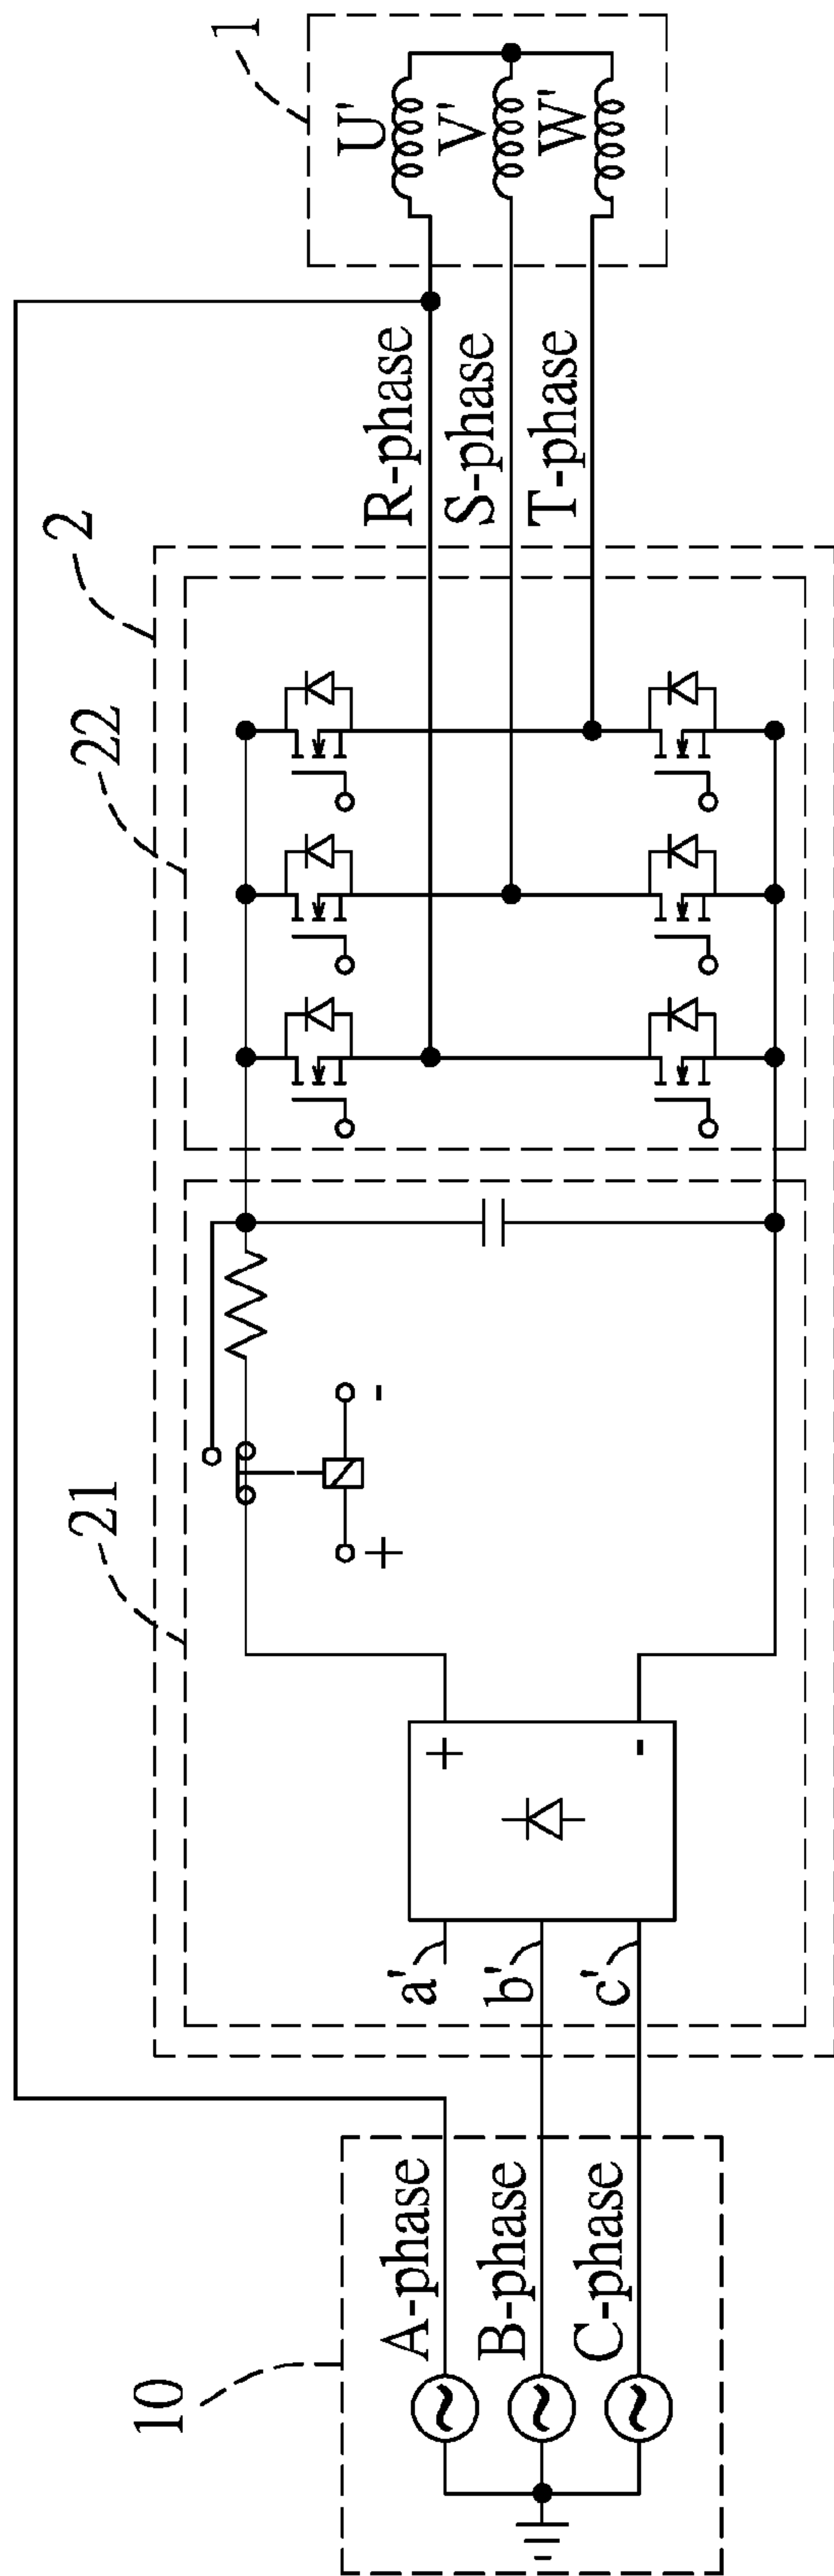 10
A-phase
B-phase
C-phase
a'
b'
c'
+
-
21
+
-
22
2
R-phase
S-phase
T-phase
1
U'
V'
W'